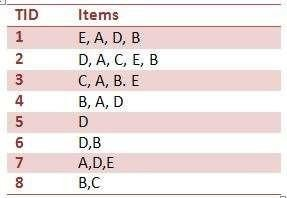 TID Items
1 E, A, D, B
2 D, A, C, E, B
3 C, A, B. E
4 B, A, D
5 D
6 D,B
7 A,D,E
8 B,C